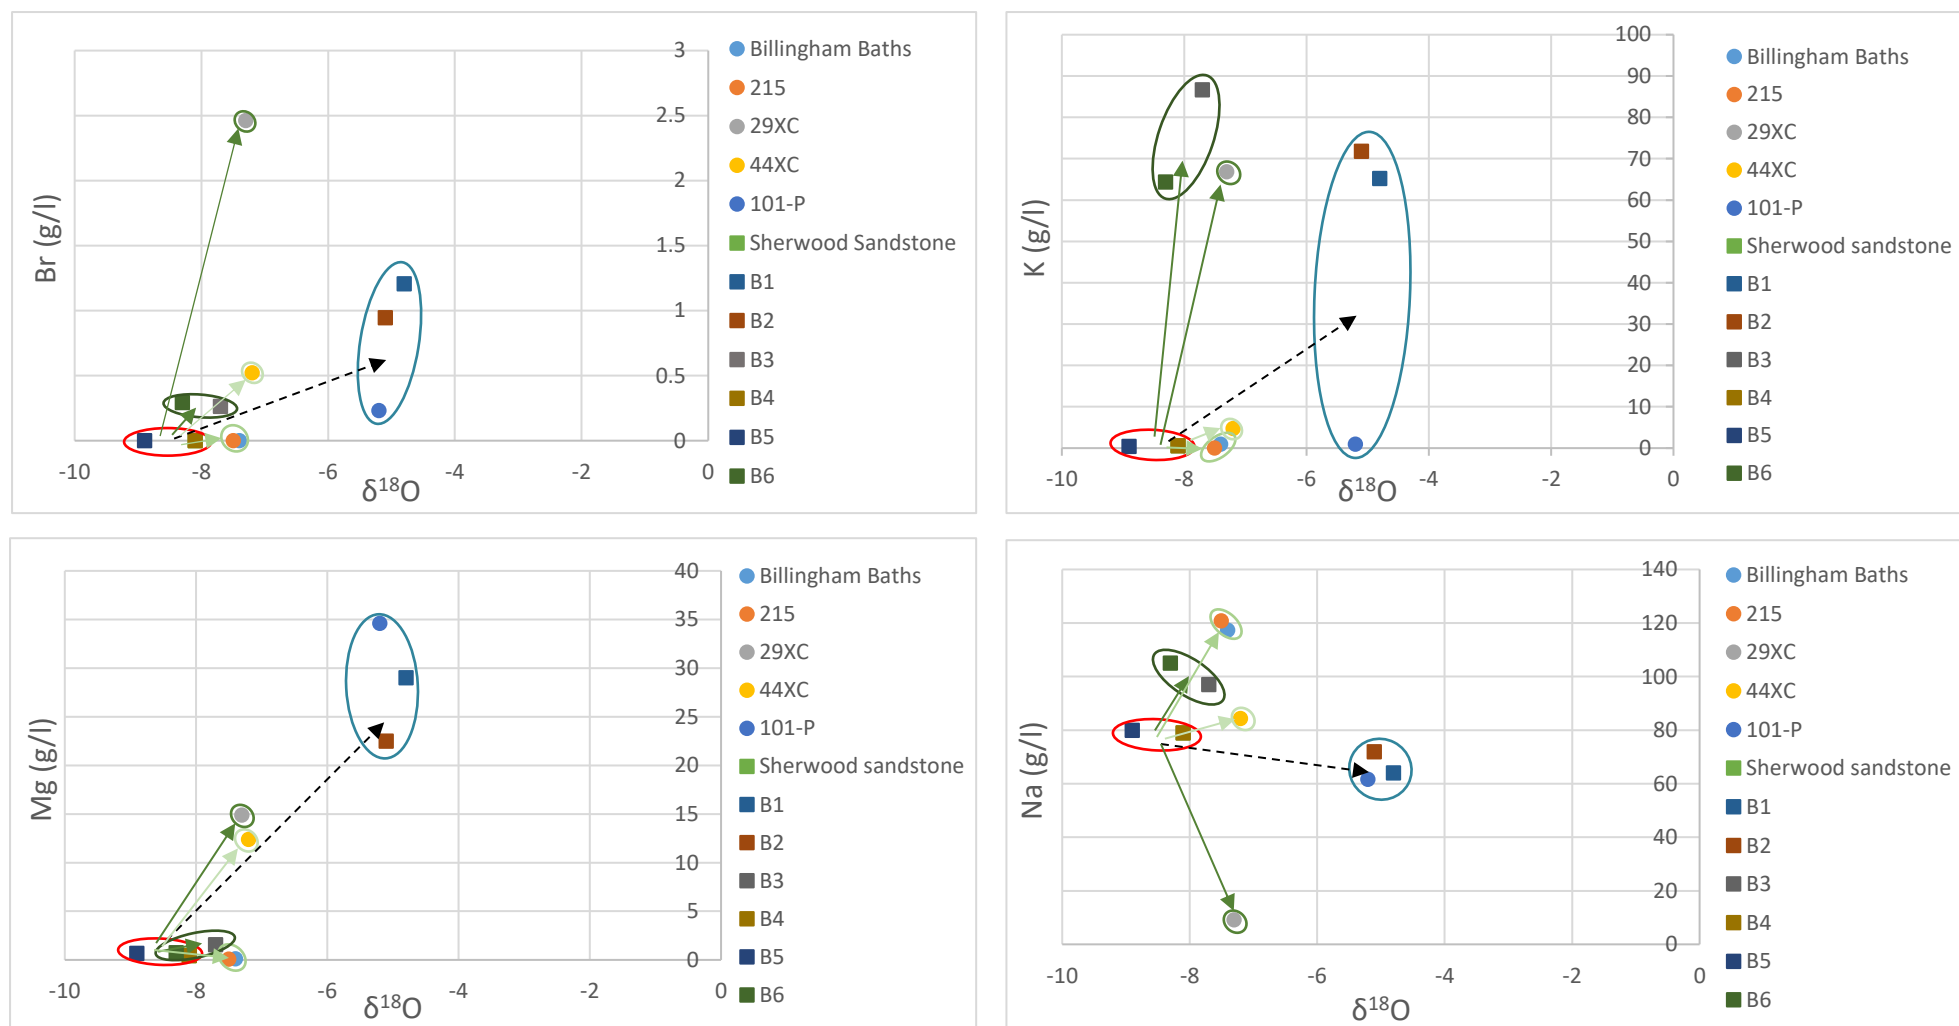 3
2.5
2
1.5
1
0.5
0
-10
-8
-6
-4
-2
0
Br (g/l)
δ¹⁸O
Billingham Baths
215
29XC
44XC
101-P
Sherwood Sandstone
B1
B2
B3
B4
B5
B6
100
90
80
70
60
50
40
30
20
10
0
-10
-8
-6
-4
-2
0
K (g/l)
δ¹⁸O
Billingham Baths
215
29XC
44XC
101-P
Sherwood sandstone
B1
B2
B3
B4
B5
B6
40
35
30
25
20
15
10
5
0
-10
-8
-6
-4
-2
0
Mg (g/l)
δ¹⁸O
Billingham Baths
215
29XC
44XC
101-P
Sherwood sandstone
B1
B2
B3
B4
B5
B6
140
120
100
80
60
40
20
0
-10
-8
-6
-4
-2
0
Na (g/l)
δ¹⁸O
Billingham Baths
215
29XC
44XC
101-P
Sherwood sandstone
B1
B2
B3
B4
B5
B6